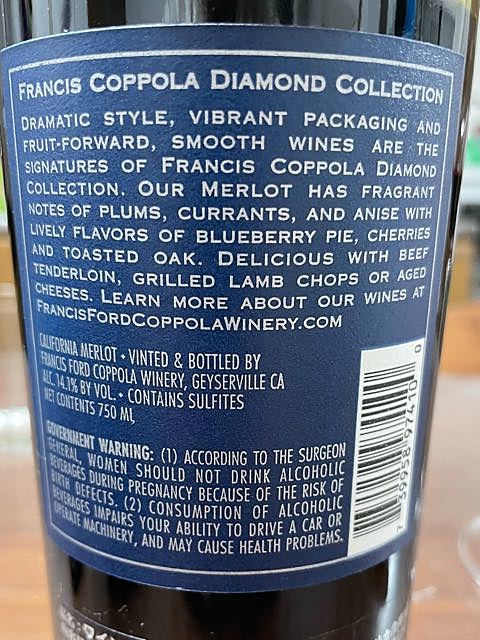 FRANCIS COPPOLA DIAMOND COLLECTION
DRAMATIC STYLE, VIBRANT PACKAGING AND
FRUIT-FORWARD, SMOOTH WINES ARE THE
SIGNATURES OF FRANCIS COPPOLA DIAMOND
COLLECTION. OUR MERLOT HAS FRAGRANT
NOTES OF PLUMS, CURRANTS, AND ANISE WITH
LIVELY FLAVORS OF BLUEBERRY PIE, CHERRIES
AND TOASTED OAK. DELICIOUS WITH BEEF
TENDERLOIN, GRILLED LAMB CHOPS OR AGED
CHEESES. LEARN MORE ABOUT OUR WINES AT
FRANCISFORDCOPPOLAWINERY.COM
CALIFORNIA MERLOT • VINTED & BOTTLED BY
FRANCIS FORD COPPOLA WINERY, GEYSERVILLE CA
ALC. 14.1% BY VOL. • CONTAINS SULFITES
NET CONTENTS 750 ML
GOVERNMENT WARNING: (1) ACCORDING TO THE SURGEON
GENERAL, WOMEN SHOULD NOT DRINK ALCOHOLIC
BEVERAGES DURING PREGNANCY BECAUSE OF THE RISK OF
BIRTH DEFECTS. (2) CONSUMPTION OF ALCOHOLIC
BEVERAGES IMPAIRS YOUR ABILITY TO DRIVE A CAR OR
OPERATE MACHINERY, AND MAY CAUSE HEALTH PROBLEMS.
7 39958 97410 0